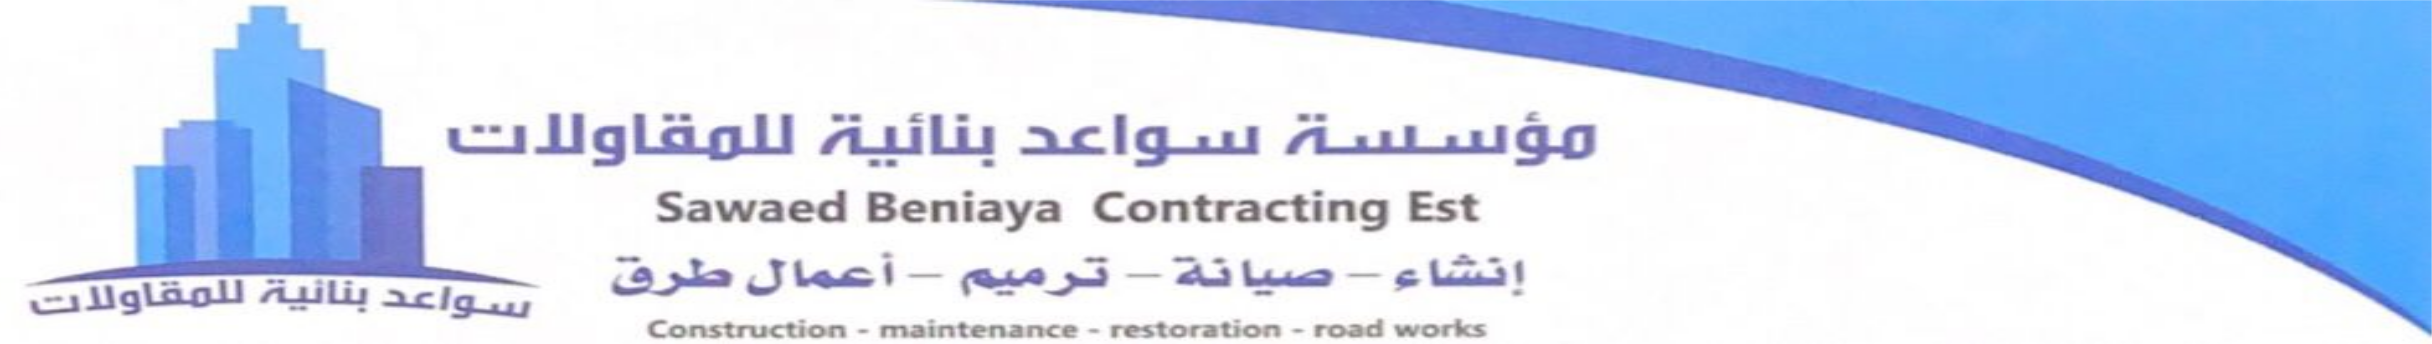 مؤسسة سواعد بنائية للمقاولات
Sawaed Beniaya Contracting Est
إنشاء – صيانة – ترميم – أعمال طرق
Construction - maintenance - restoration - road works
سواعد بنائية للمقاولات